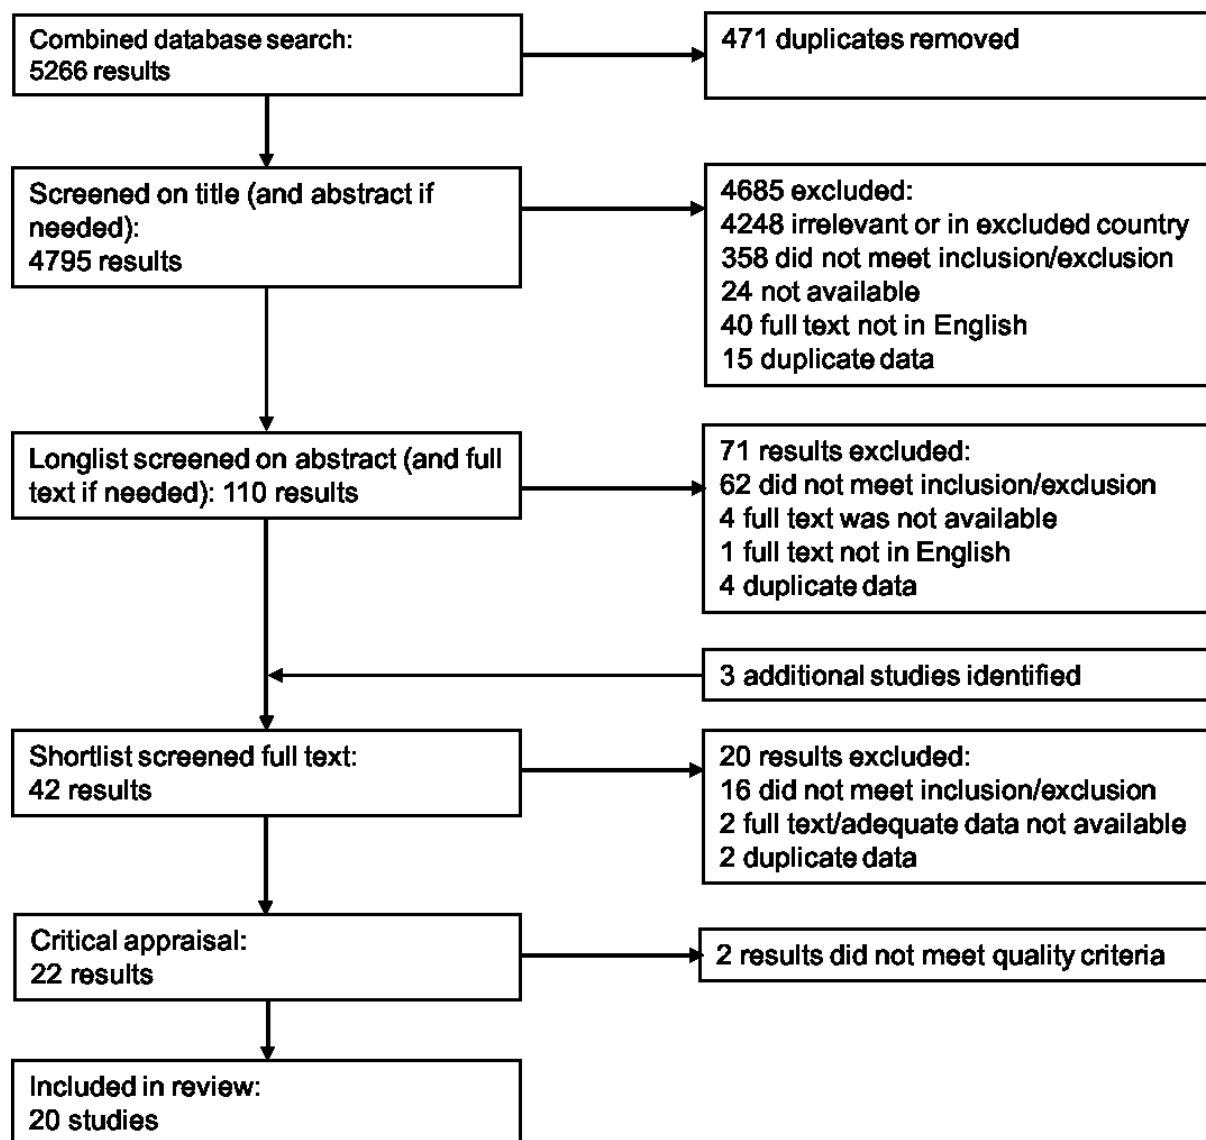 Combined database search:
5266 results
471 duplicates removed
Screened on title (and abstract if
needed):
4795 results
4685 excluded:
4248 irrelevant or in excluded country
358 did not meet inclusion/exclusion
24 not available
40 full text not in English
15 duplicate data
Longlist screened on abstract (and full
text if needed): 110 results
71 results excluded:
62 did not meet inclusion/exclusion
4 full text was not available
1 full text not in English
4 duplicate data
3 additional studies identified
Shortlist screened full text:
42 results
20 results excluded:
16 did not meet inclusion/exclusion
2 full text/adequate data not available
2 duplicate data
Critical appraisal:
22 results
2 results did not meet quality criteria
Included in review:
20 studies